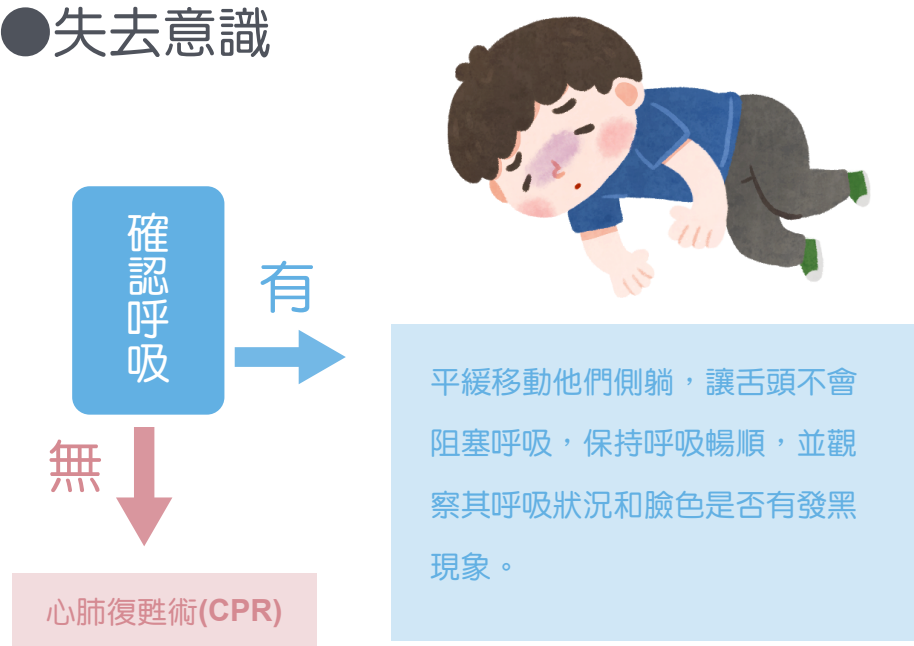 ●失去意識
確認呼吸
有
平緩移動他們側躺，讓舌頭不會
阻塞呼吸，保持呼吸暢順，並觀
察其呼吸狀況和臉色是否有發黑
現象。
無
心肺復甦術(CPR)